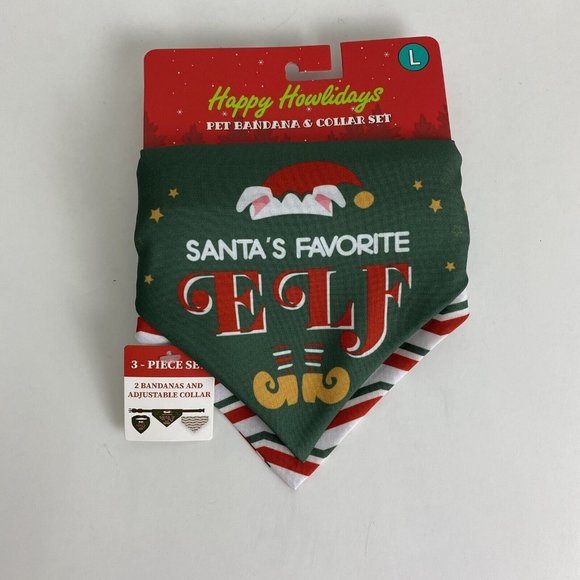 L
Happy Howlidays
PET BANDANA & COLLAR SET
SANTA'S FAVORITE
ELF
3 - PIECE SE
2 BANDANAS AND
ADJUSTABLE COLLAR